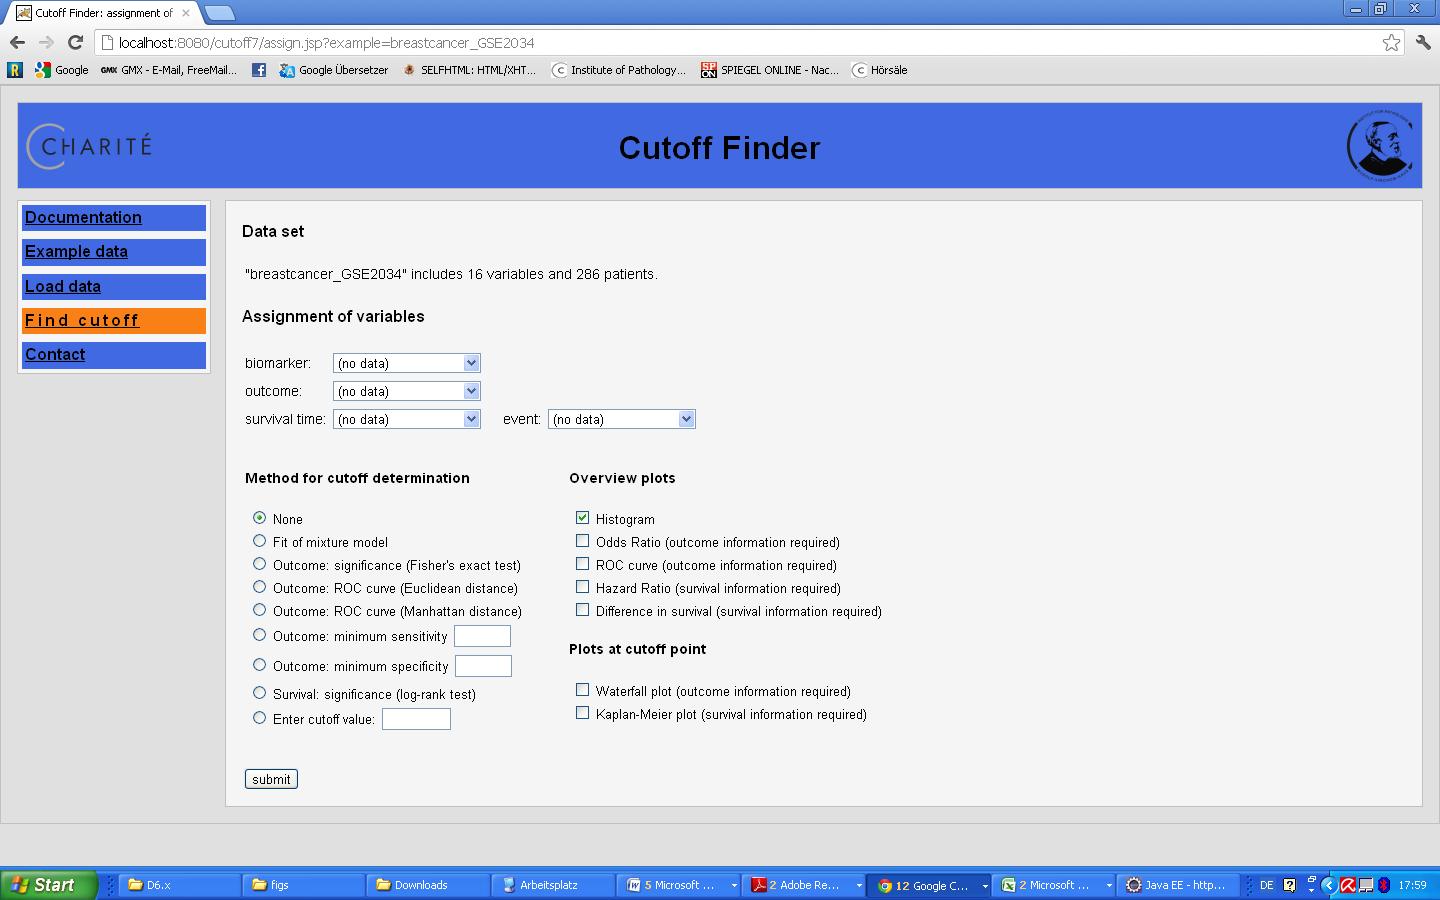 Cutoff Finder: assignment of
localhost:8080/cutoff7/assign.jsp?example=breastcancer_GSE2034
R Google GMX GMX - E-Mail, FreeMail... Google Übersetzer SELFHTML: HTML/XHT... Institute of Pathology... SPIEGEL ONLINE - Nac... Hörsäle
CHARITÉ
Cutoff Finder
Documentation
Example data
Load data
Find cutoff
Contact
Data set
"breastcancer_GSE2034" includes 16 variables and 286 patients.
Assignment of variables
biomarker: (no data)
outcome: (no data)
survival time: (no data) event: (no data)
Method for cutoff determination
None
Fit of mixture model
Outcome: significance (Fisher's exact test)
Outcome: ROC curve (Euclidean distance)
Outcome: ROC curve (Manhattan distance)
Outcome: minimum sensitivity
Outcome: minimum specificity
Survival: significance (log-rank test)
Enter cutoff value:
Overview plots
Histogram
Odds Ratio (outcome information required)
ROC curve (outcome information required)
Hazard Ratio (survival information required)
Difference in survival (survival information required)
Plots at cutoff point
Waterfall plot (outcome information required)
Kaplan-Meier plot (survival information required)
submit
Start D6.x figs Downloads Arbeitsplatz 5 Microsoft ... 2 Adobe Re... 12 Google C... 2 Microsoft ... Java EE - http... DE 17:59